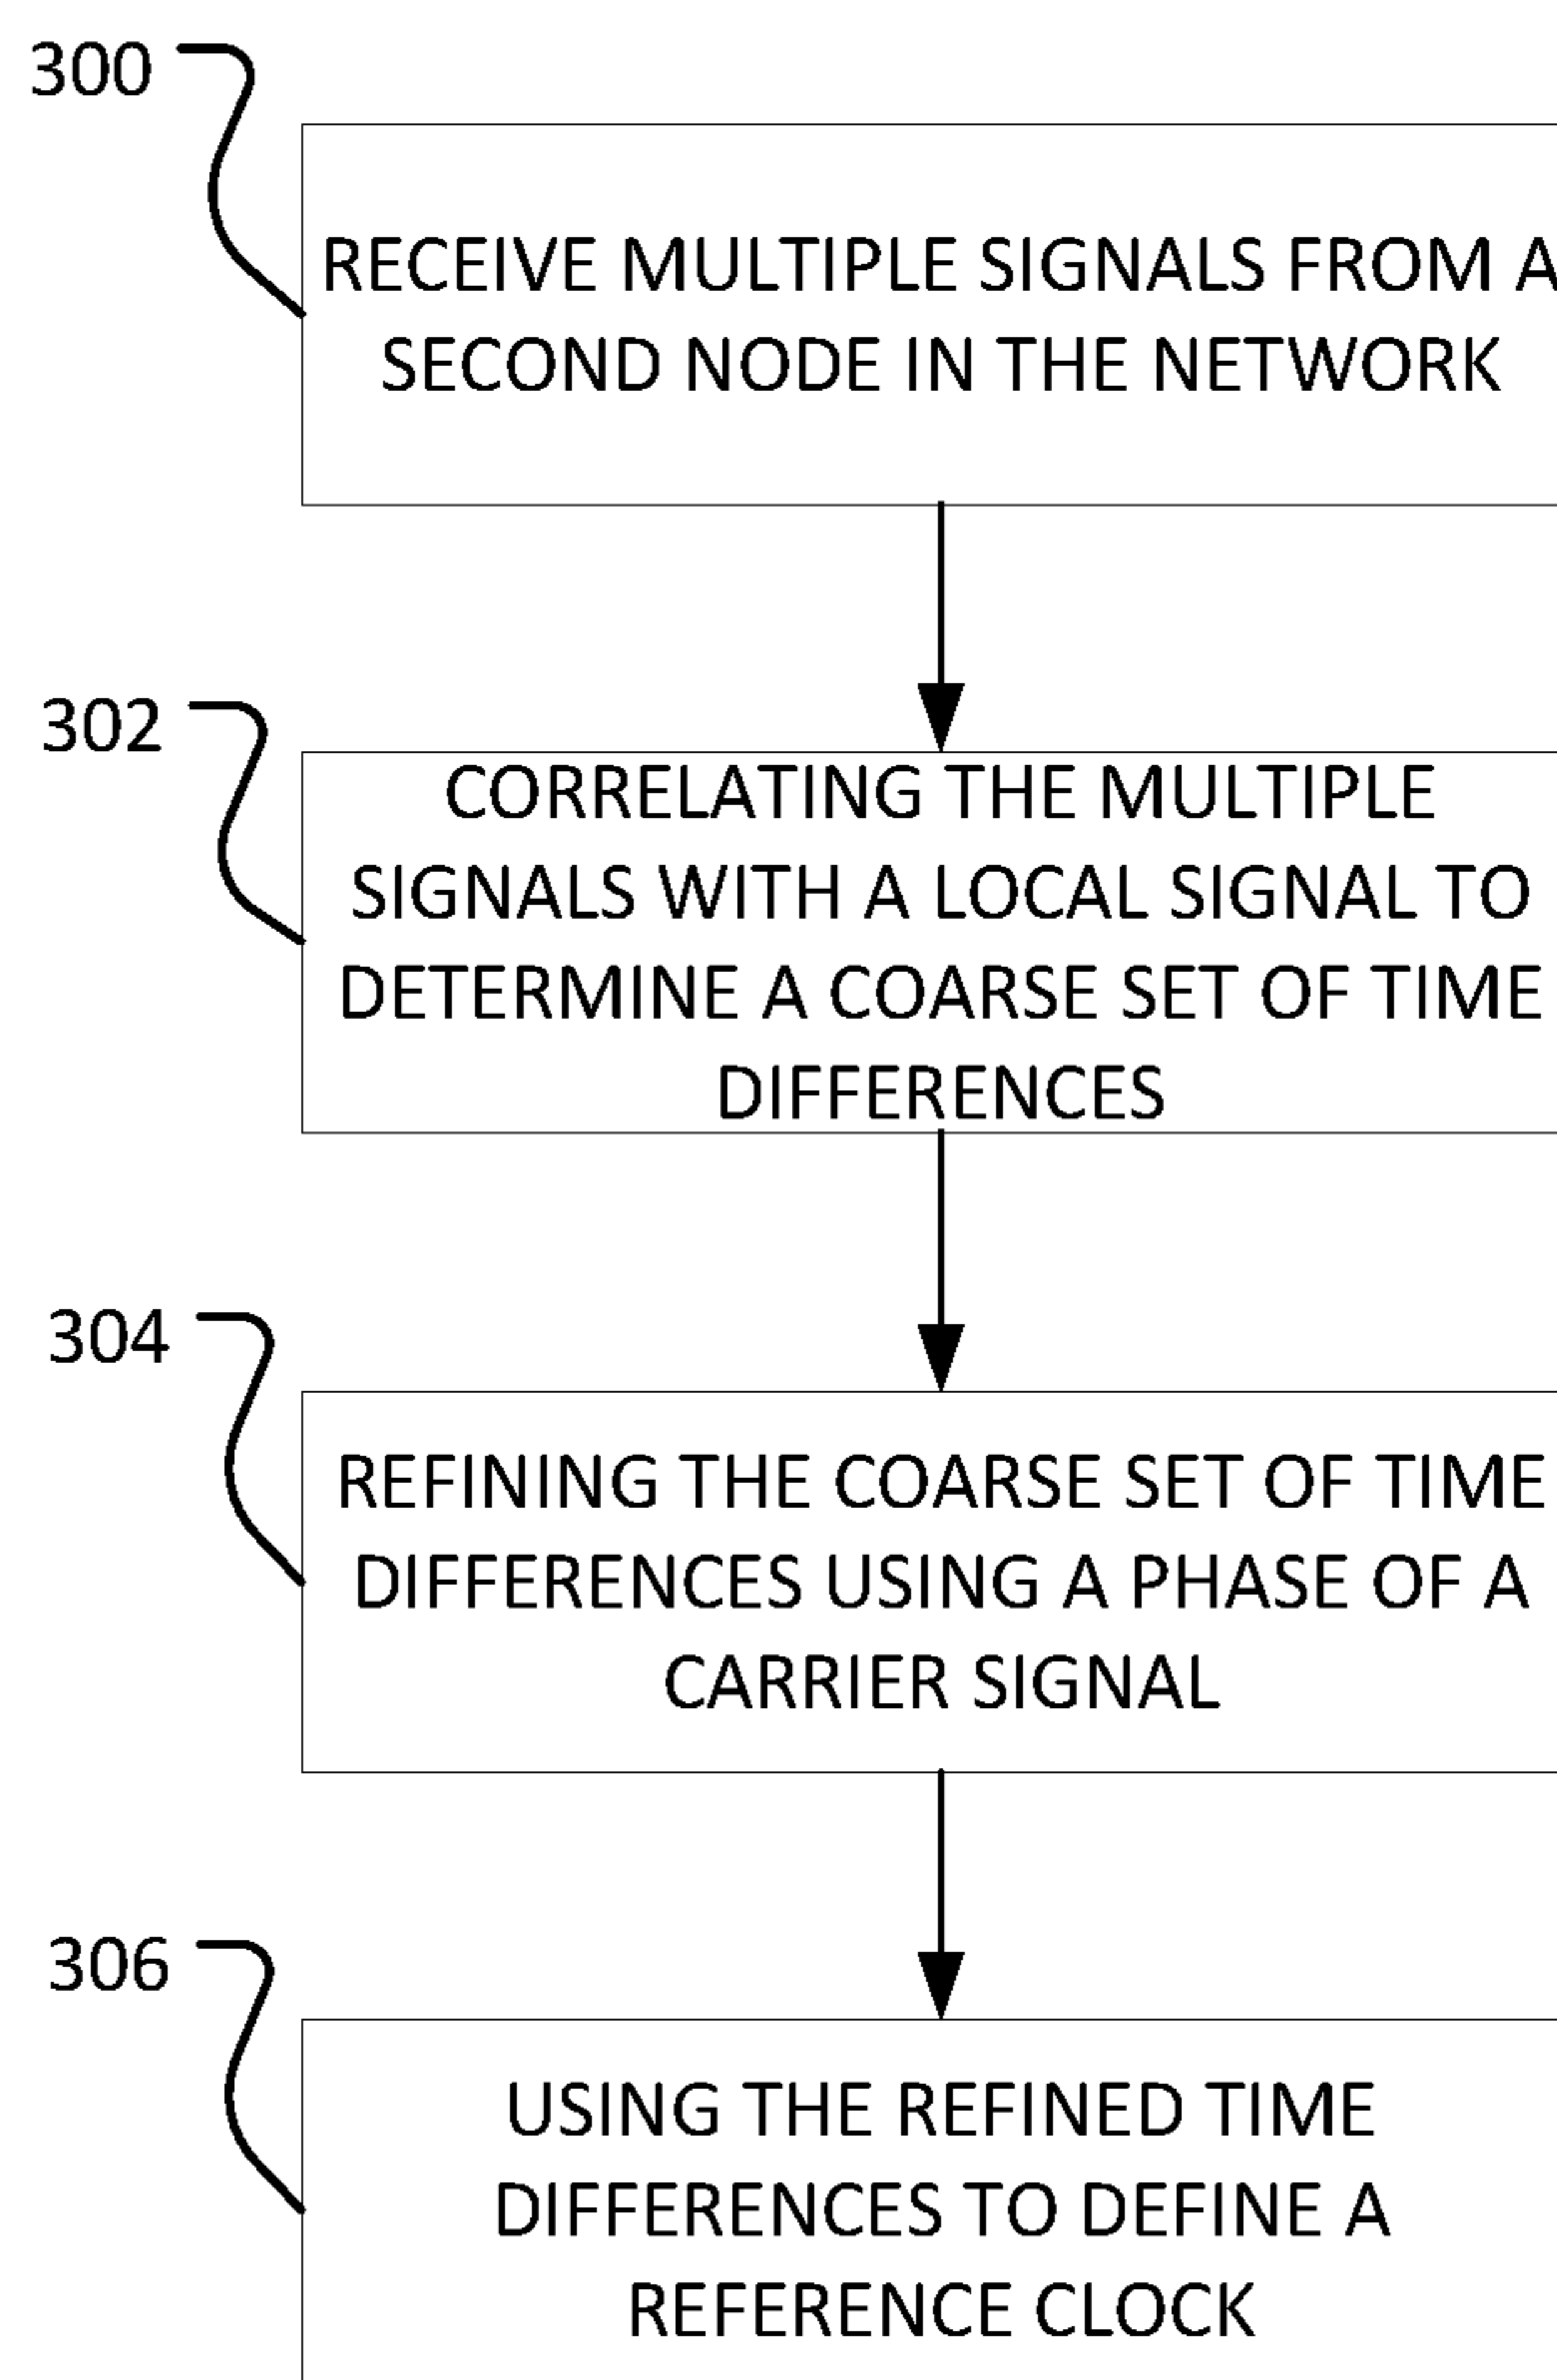 300
RECEIVE MULTIPLE SIGNALS FROM A
SECOND NODE IN THE NETWORK
302
CORRELATING THE MULTIPLE
SIGNALS WITH A LOCAL SIGNAL TO
DETERMINE A COARSE SET OF TIME
DIFFERENCES
304
REFINING THE COARSE SET OF TIME
DIFFERENCES USING A PHASE OF A
CARRIER SIGNAL
306
USING THE REFINED TIME
DIFFERENCES TO DEFINE A
REFERENCE CLOCK